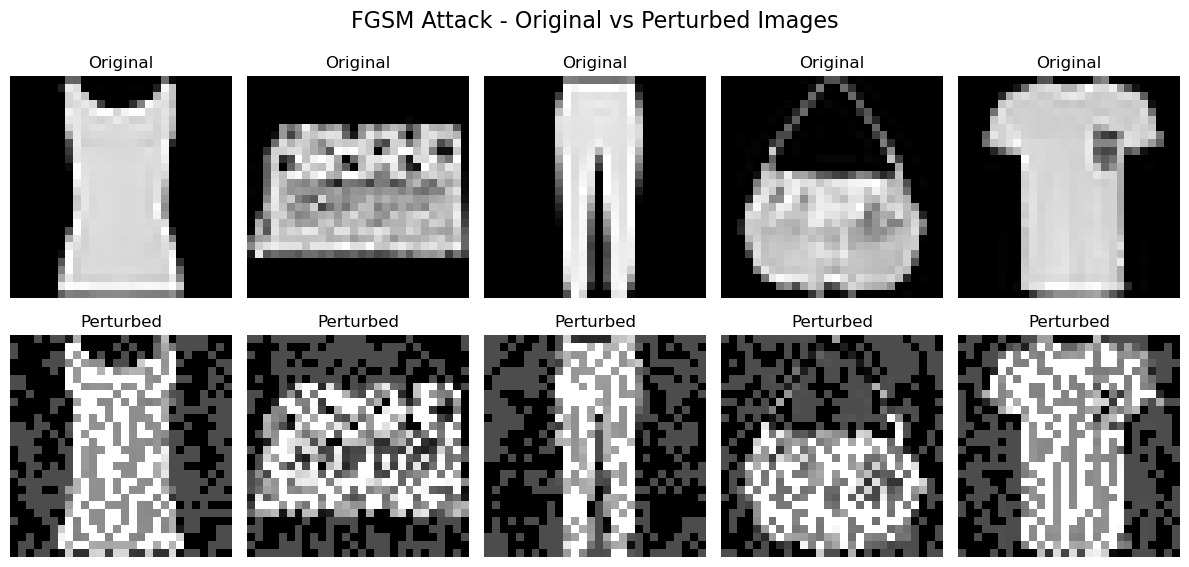 FGSM Attack - Original vs Perturbed Images
Original Original Original Original Original
Perturbed Perturbed Perturbed Perturbed Perturbed